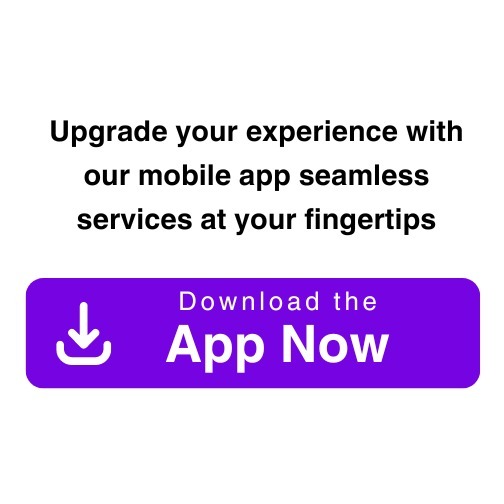 Upgrade your experience with
our mobile app seamless
services at your fingertips
Download the
App Now